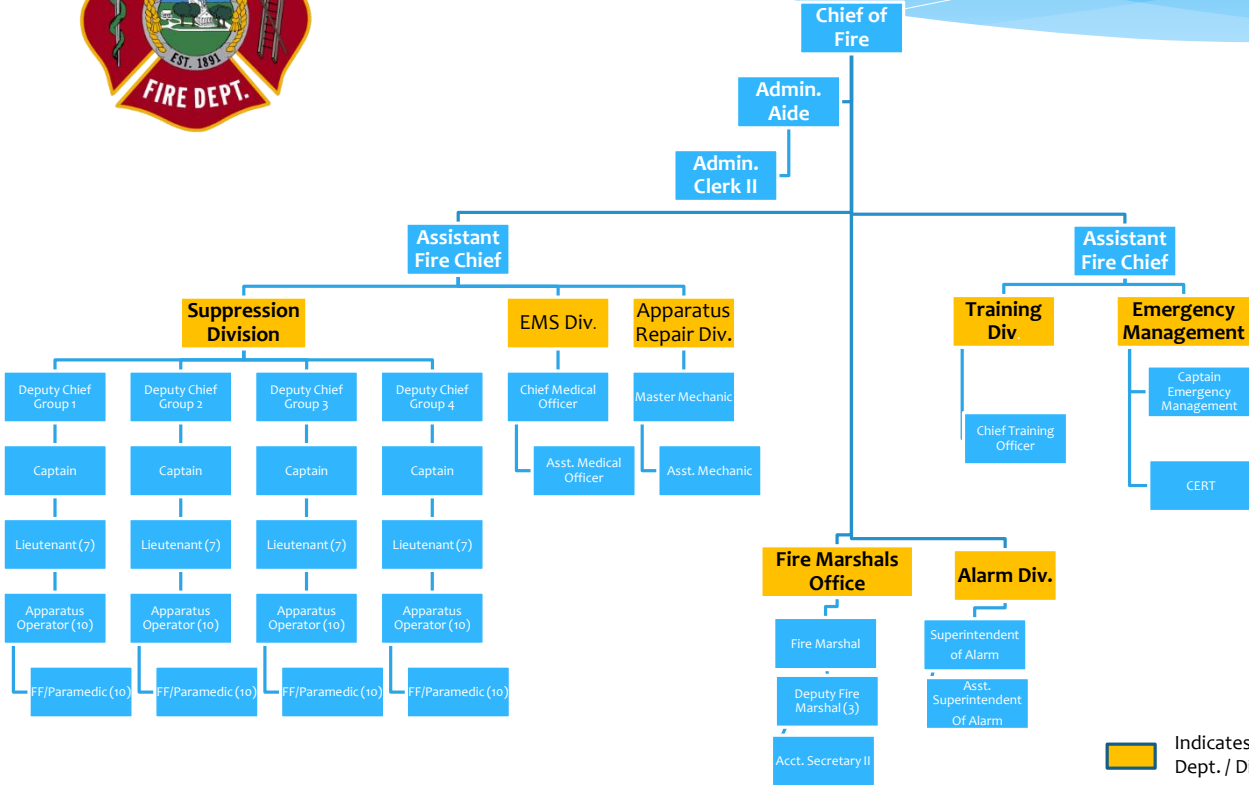 EST. 1891
FIRE DEPT.
Chief of
Fire
Admin.
Aide
Admin.
Clerk II
Assistant
Fire Chief
Assistant
Fire Chief
Suppression
Division
EMS Div.
Apparatus
Repair Div.
Training
Div.
Emergency
Management
Deputy Chief
Group 1
Deputy Chief
Group 2
Deputy Chief
Group 3
Deputy Chief
Group 4
Chief Medical
Officer
Master Mechanic
Captain
Emergency
Management
Chief Training
Officer
Captain
Captain
Captain
Captain
Asst. Medical
Officer
Asst. Mechanic
CERT
Lieutenant (7)
Lieutenant (7)
Lieutenant (7)
Lieutenant (7)
Fire Marshals
Office
Alarm Div.
Apparatus
Operator (10)
Apparatus
Operator (10)
Apparatus
Operator (10)
Apparatus
Operator (10)
Fire Marshal
Superintendent
of Alarm
FF/Paramedic (10)
FF/Paramedic (10)
FF/Paramedic (10)
FF/Paramedic (10)
Deputy Fire
Marshal (3)
Asst.
Superintendent
Of Alarm
Acct. Secretary II
Indicates
Dept. / Di